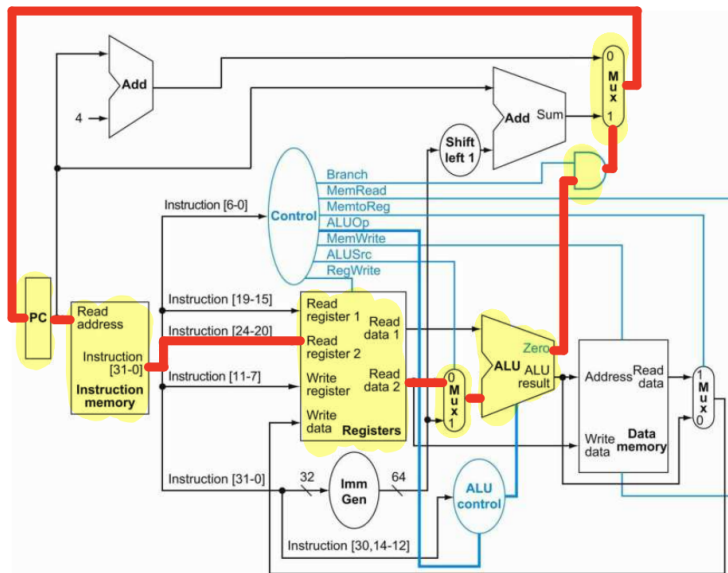 0
M
u
x
1
Add
4
Add Sum
Shift
left 1
Branch
MemRead
MemtoReg
ALUOp
MemWrite
ALUSrc
RegWrite
Control
Instruction [6-0]
PC
Read
address
Instruction
[31-0]
Instruction
memory
Instruction [19-15]
Instruction [24-20]
Instruction [11-7]
Instruction [31-0]
Read
register 1
Read
data 1
Read
register 2
Write
register
Read
data 2
Write
data
Registers
0
M
u
x
1
Zero
ALU
ALU
result
Address
Read
data
Write
data
Data
memory
1
M
u
x
0
32
Imm
Gen
64
ALU
control
Instruction [30,14-12]